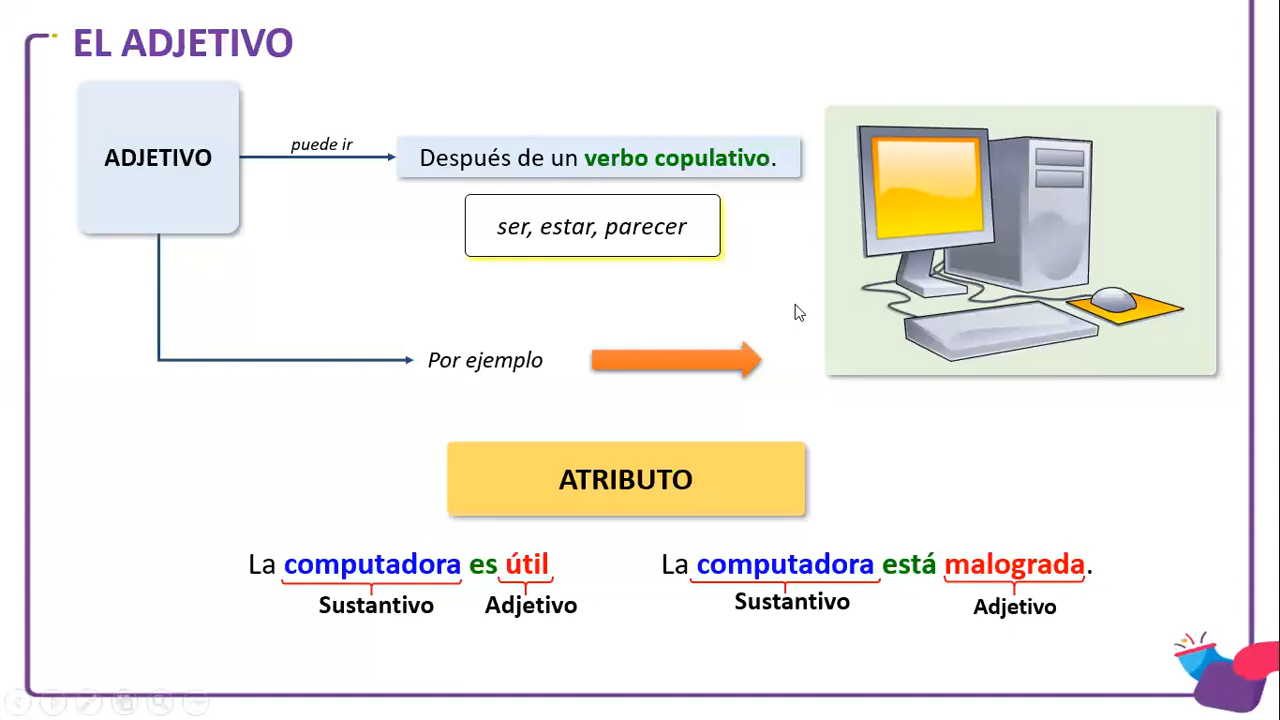 EL ADJETIVO
ADJETIVO
puede ir
Después de un verbo copulativo.
ser, estar, parecer
Por ejemplo
ATRIBUTO
La computadora es útil
Sustantivo Adjetivo
La computadora está malograda.
Sustantivo Adjetivo